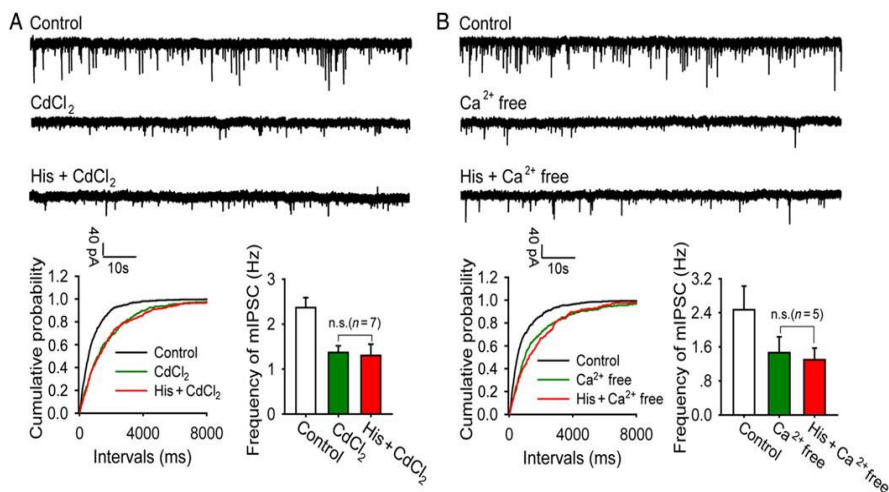 A
Control
CdCl2
His + CdCl2
40 pA
10s
Cumulative probability
1.2
1.0
0.8
0.6
0.4
0.2
0.0
Control
CdCl2
His + CdCl2
0 4000 8000
Intervals (ms)
Frequency of mIPSC (Hz)
3
2
1
0
n.s.(n = 7)
Control
CdCl2
His + CdCl2
B
Control
Ca2+ free
His + Ca2+ free
40 pA
10s
Cumulative probability
1.2
1.0
0.8
0.6
0.4
0.2
0.0
Control
Ca2+ free
His + Ca2+ free
0 4000 8000
Intervals (ms)
Frequency of mIPSC (Hz)
3.2
2.4
1.6
.8
0.0
n.s.(n = 5)
Control
Ca2+ free
His + Ca2+ free